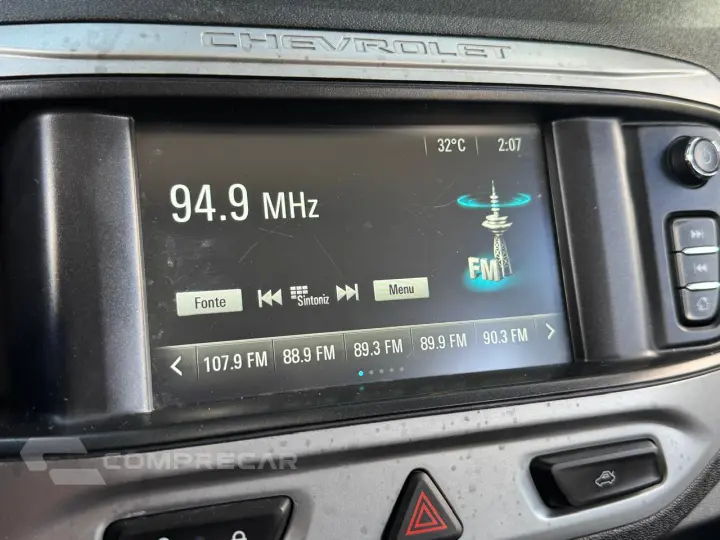 CHEVROLET
32°C 2:07
94.9 MHz
FM
Fonte Sintoniz Menu
107.9 FM 88.9 FM 89.3 FM 89.9 FM 90.3 FM
COMPRECAR